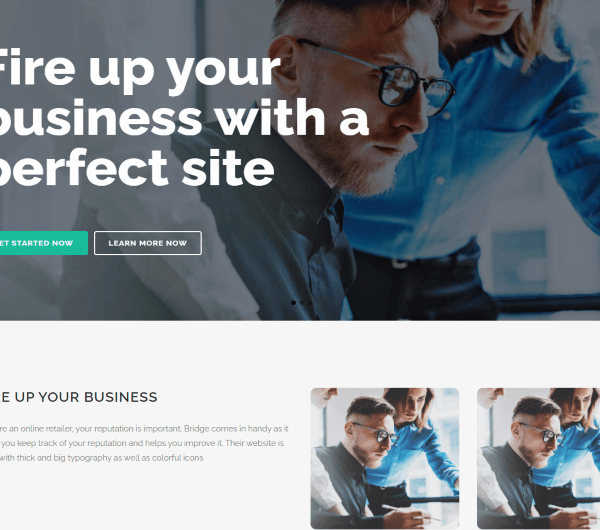 Fire up your
business with a
perfect site
ET STARTED NOW
LEARN MORE NOW
RE UP YOUR BUSINESS
re an online retailer, your reputation is important. Bridge comes in handy as it
you keep track of your reputation and helps you improve it. Their website is
with thick and big typography as well as colorful icons